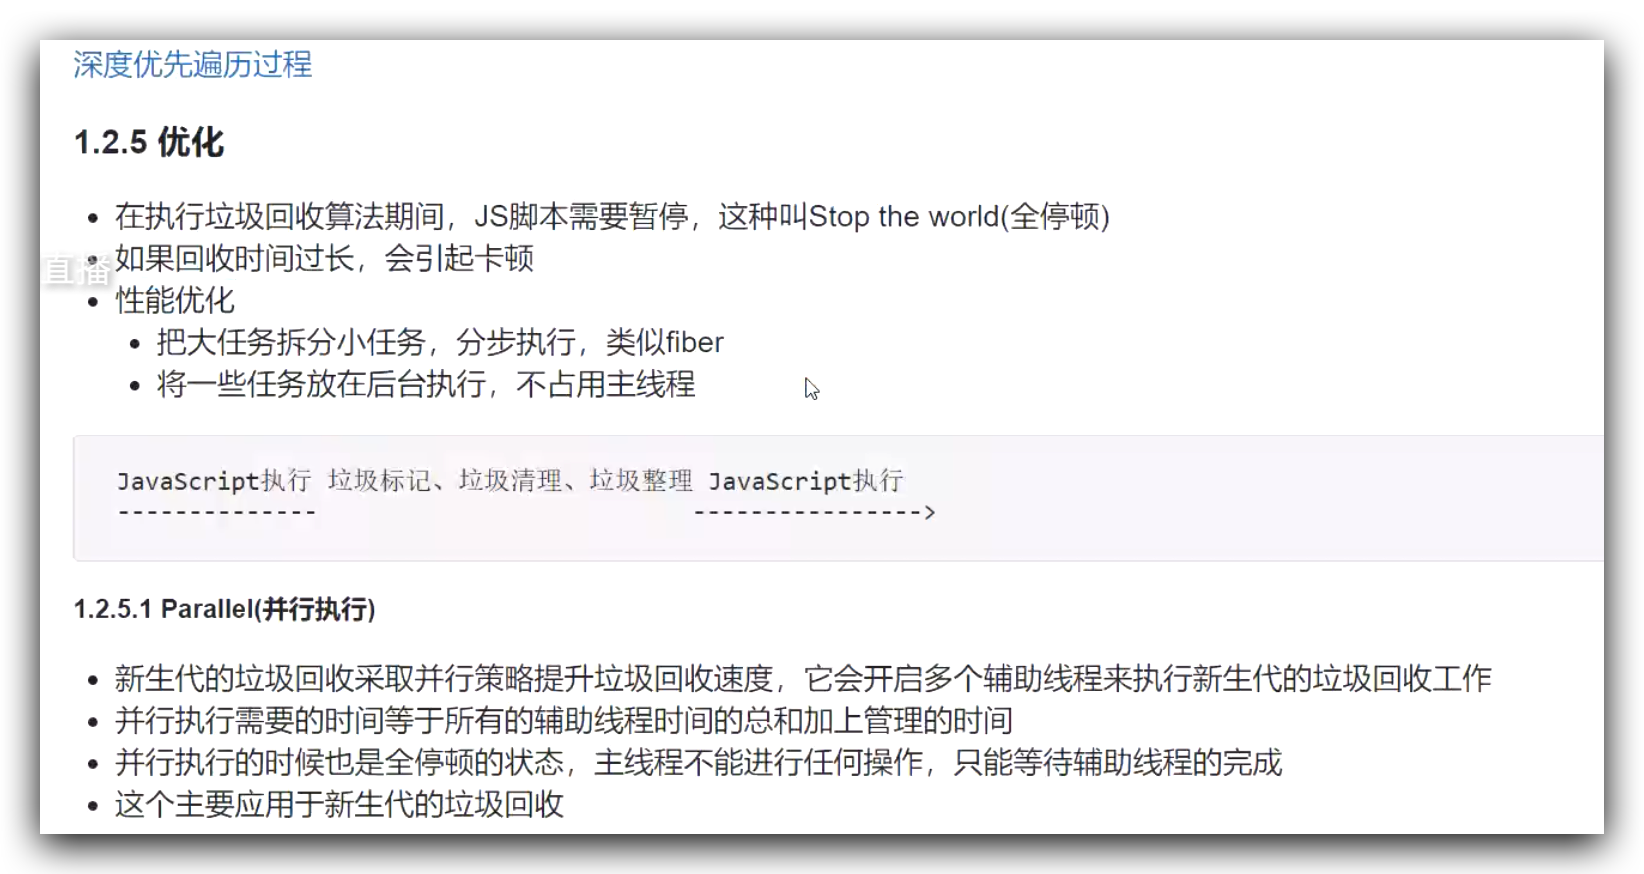 深度优先遍历过程
1.2.5 优化
在执行垃圾回收算法期间，JS脚本需要暂停，这种叫Stop the world(全停顿)
如果回收时间过长，会引起卡顿
直播
性能优化
把大任务拆分小任务，分步执行，类似fiber
将一些任务放在后台执行，不占用主线程
JavaScript执行 垃圾标记、垃圾清理、垃圾整理 JavaScript执行
-------------- ---------------->
1.2.5.1 Parallel(并行执行)
新生代的垃圾回收采取并行策略提升垃圾回收速度，它会开启多个辅助线程来执行新生代的垃圾回收工作
并行执行需要的时间等于所有的辅助线程时间的总和加上管理的时间
并行执行的时候也是全停顿的状态，主线程不能进行任何操作，只能等待辅助线程的完成
这个主要应用于新生代的垃圾回收